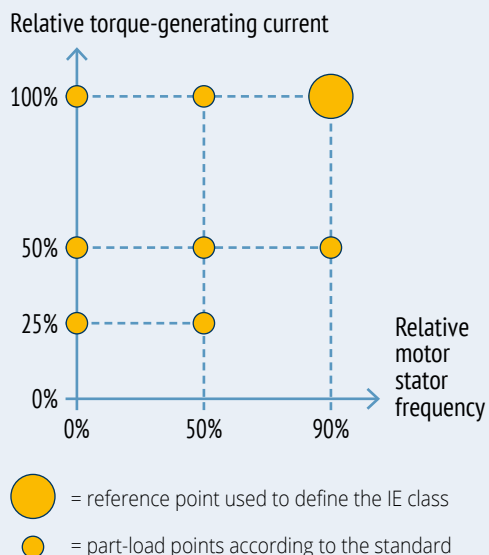 Relative torque-generating current
100%
50%
25%
0%
0%
50%
90%
Relative
motor
stator
frequency
= reference point used to define the IE class
= part-load points according to the standard